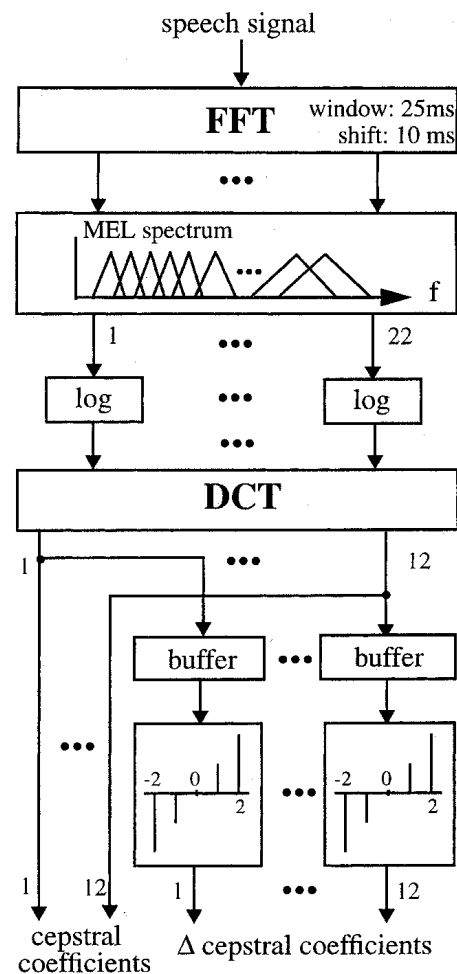 speech signal
FFT
window: 25ms
shift: 10 ms
•••
MEL spectrum
•••
f
1
•••
22
log
•••
log
•••
DCT
1
•••
12
buffer
•••
buffer
•••
-2
0
2
•••
-2
0
2
1
12
1
•••
12
cepstral
coefficients
Δ cepstral coefficients